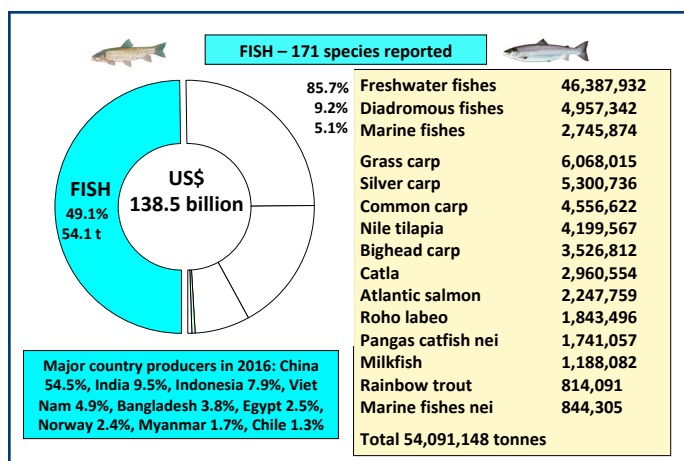 FISH – 171 species reported
FISH
49.1%
54.1 t
US$
138.5 billion
85.7% Freshwater fishes 46,387,932
9.2% Diadromous fishes 4,957,342
5.1% Marine fishes 2,745,874
Grass carp 6,068,015
Silver carp 5,300,736
Common carp 4,556,622
Nile tilapia 4,199,567
Bighead carp 3,526,812
Catla 2,960,554
Atlantic salmon 2,247,759
Roho labeo 1,843,496
Pangas catfish nei 1,741,057
Milkfish 1,188,082
Rainbow trout 814,091
Marine fishes nei 844,305
Total 54,091,148 tonnes
Major country producers in 2016: China
54.5%, India 9.5%, Indonesia 7.9%, Viet
Nam 4.9%, Bangladesh 3.8%, Egypt 2.5%,
Norway 2.4%, Myanmar 1.7%, Chile 1.3%